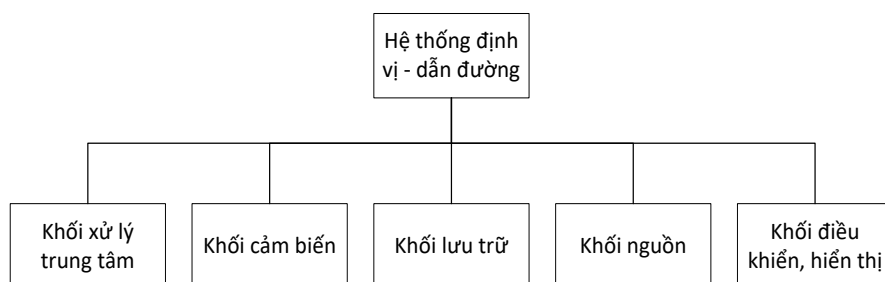 Hệ thống định
vị - dẫn đường
Khối xử lý
trung tâm
Khối cảm biến
Khối lưu trữ
Khối nguồn
Khối điều
khiển, hiển thị